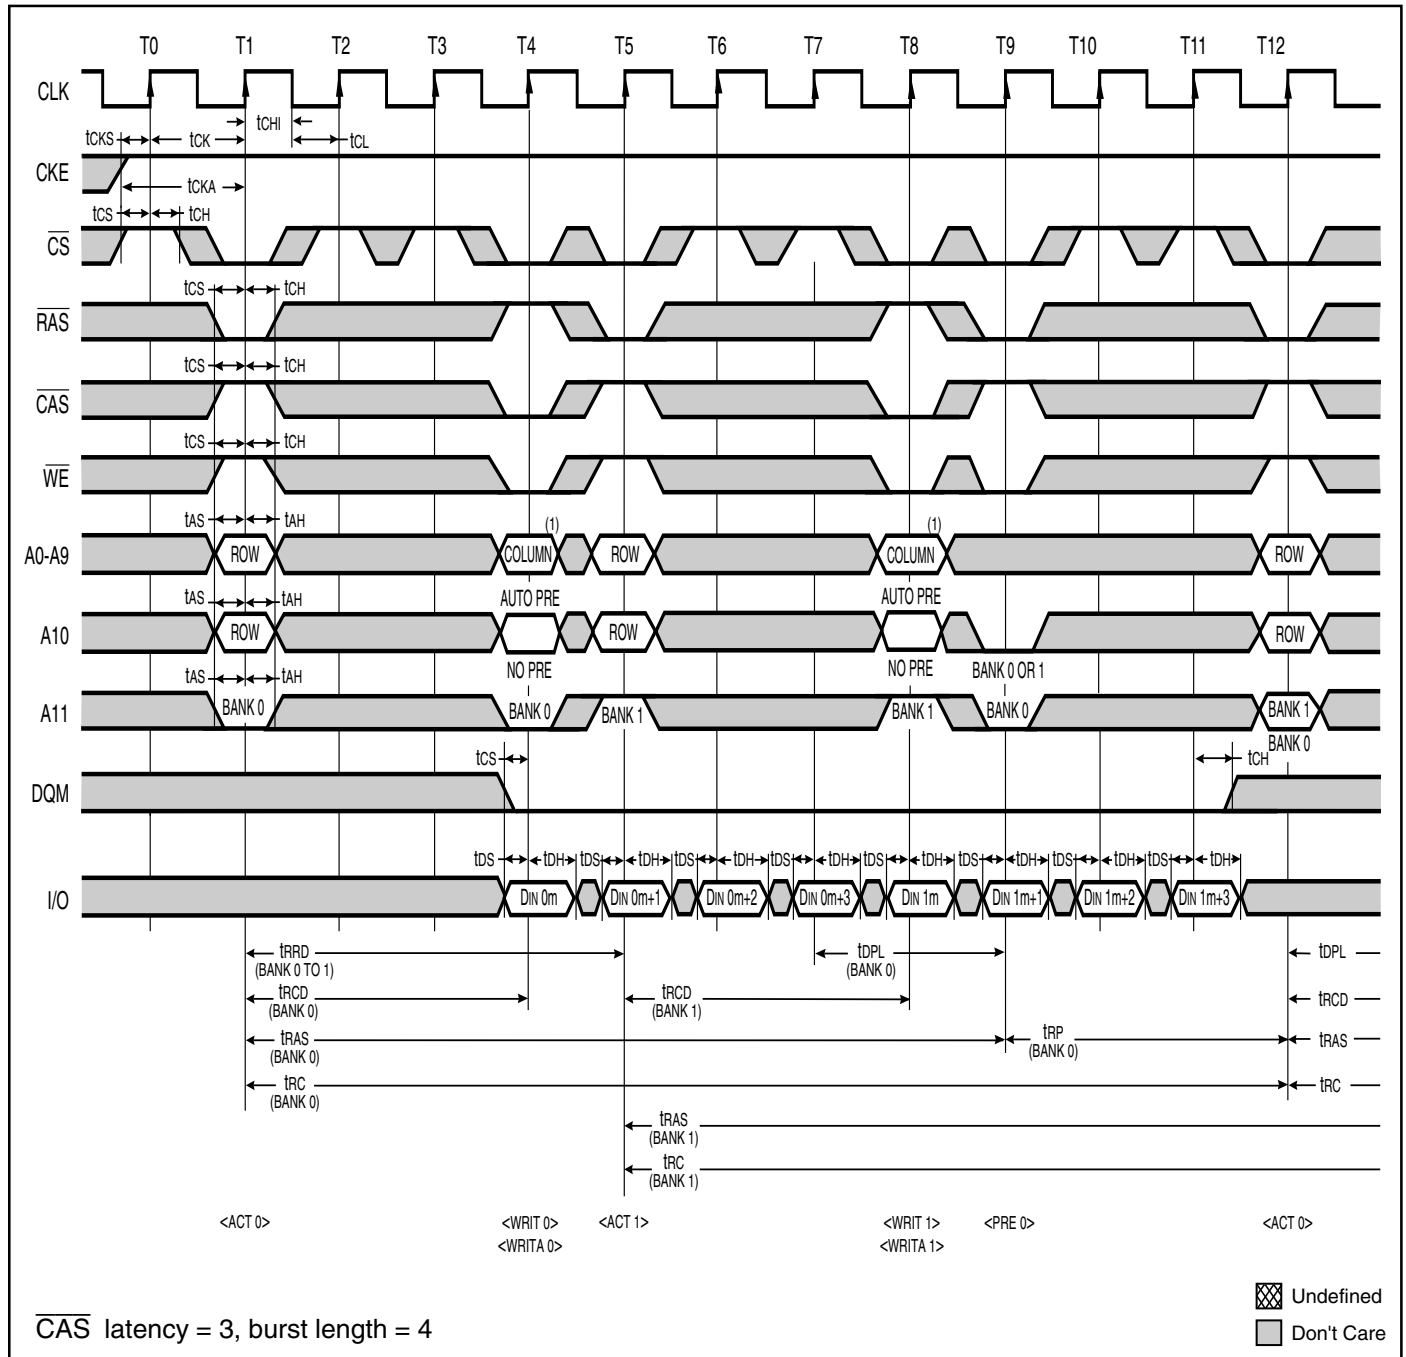 T0 T1 T2 T3 T4 T5 T6 T7 T8 T9 T10 T11 T12
CLK
tCHI
tCKS tCK tCL
CKE
tCKA
tCS tCH
CS
tCS tCH
RAS
tCS tCH
CAS
tCS tCH
WE
tAS tAH (1) (1)
A0-A9 ROW COLUMN ROW COLUMN ROW
tAS tAH AUTO PRE AUTO PRE
A10 ROW ROW ROW
NO PRE NO PRE BANK 0 OR 1
tAS tAH
A11 BANK 0 BANK 0 BANK 1 BANK 1 BANK 0 BANK 1
BANK 0
tCS tCH
DQM
tDS tDH tDS tDH tDS tDH tDS tDH tDS tDH tDS tDH tDS tDH tDS tDH
I/O DIN 0m DIN 0m+1 DIN 0m+2 DIN 0m+3 DIN 1m DIN 1m+1 DIN 1m+2 DIN 1m+3
tRRD tDPL tDPL
(BANK 0 TO 1) (BANK 0)
tRCD tRCD tRCD
(BANK 0) (BANK 1)
tRAS tRP tRAS
(BANK 0) (BANK 0)
tRC tRC
(BANK 0)
tRAS
(BANK 1)
tRC
(BANK 1)
<ACT 0> <WRIT 0> <ACT 1> <WRIT 1> <PRE 0> <ACT 0>
<WRITA 0> <WRITA 1>
Undefined
CAS latency = 3, burst length = 4
Don't Care